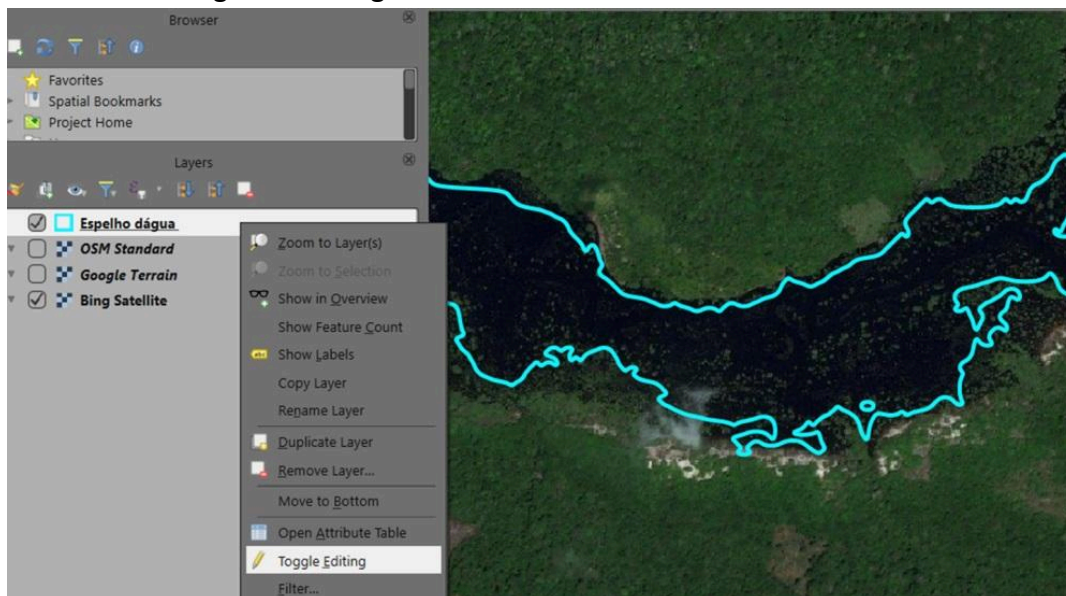 Browser
Favorites
Spatial Bookmarks
Project Home
Layers
Espelho dágua
OSM Standard
Google Terrain
Bing Satellite
Zoom to Layer(s)
Zoom to Selection
Show in Overview
Show Feature Count
abc Show Labels
Copy Layer
Rename Layer
Duplicate Layer
Remove Layer...
Move to Bottom
Open Attribute Table
Toggle Editing
Filter...